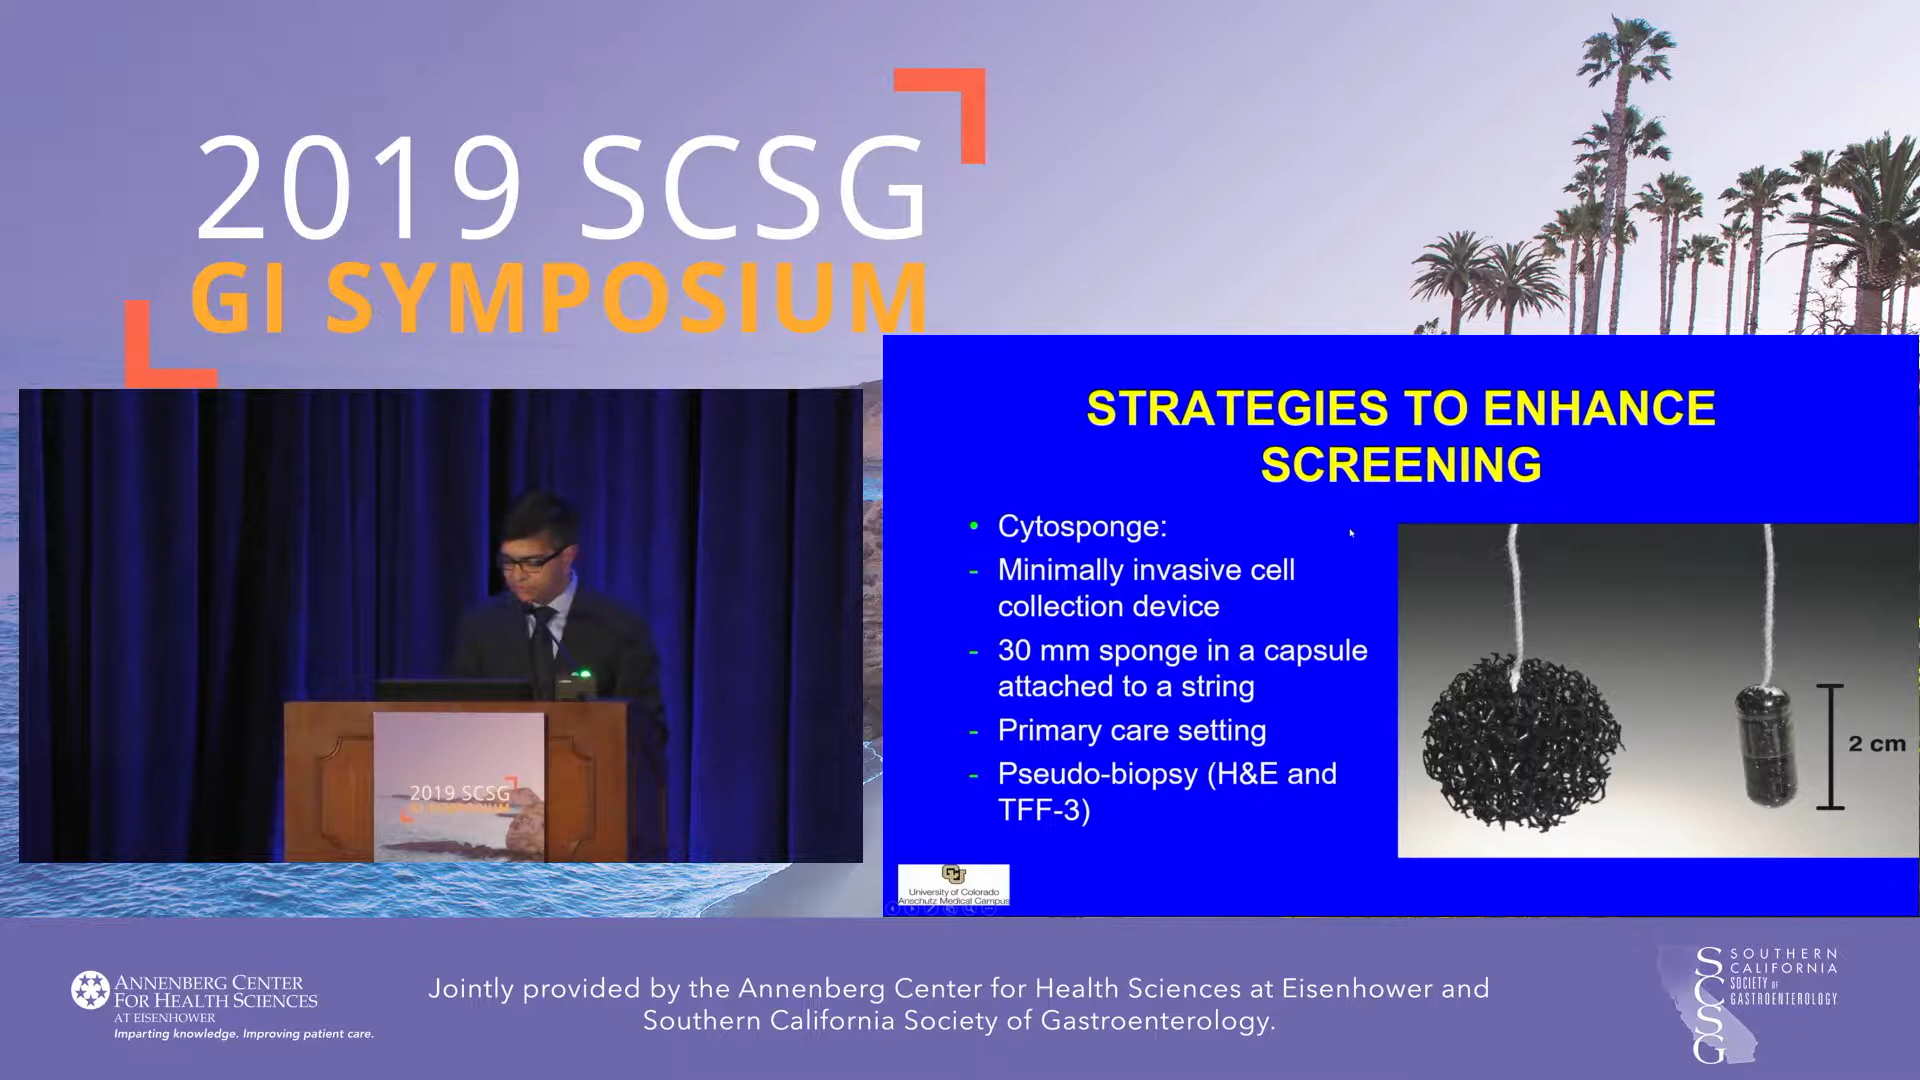 2019 SCSG
GI SYMPOSIUM
STRATEGIES TO ENHANCE
SCREENING
• Cytosponge:
- Minimally invasive cell
collection device
- 30 mm sponge in a capsule
attached to a string
- Primary care setting
- Pseudo-biopsy (H&E and
TFF-3)
2 cm
University of Colorado
Anschutz Medical Campus
2019 SCSG
GI SYMPOSIUM
ANNENBERG CENTER
FOR HEALTH SCIENCES
AT EISENHOWER
Imparting knowledge. Improving patient care.
Jointly provided by the Annenberg Center for Health Sciences at Eisenhower and
Southern California Society of Gastroenterology.
SCSG
SOUTHERN
CALIFORNIA
SOCIETY OF
GASTROENTEROLOGY